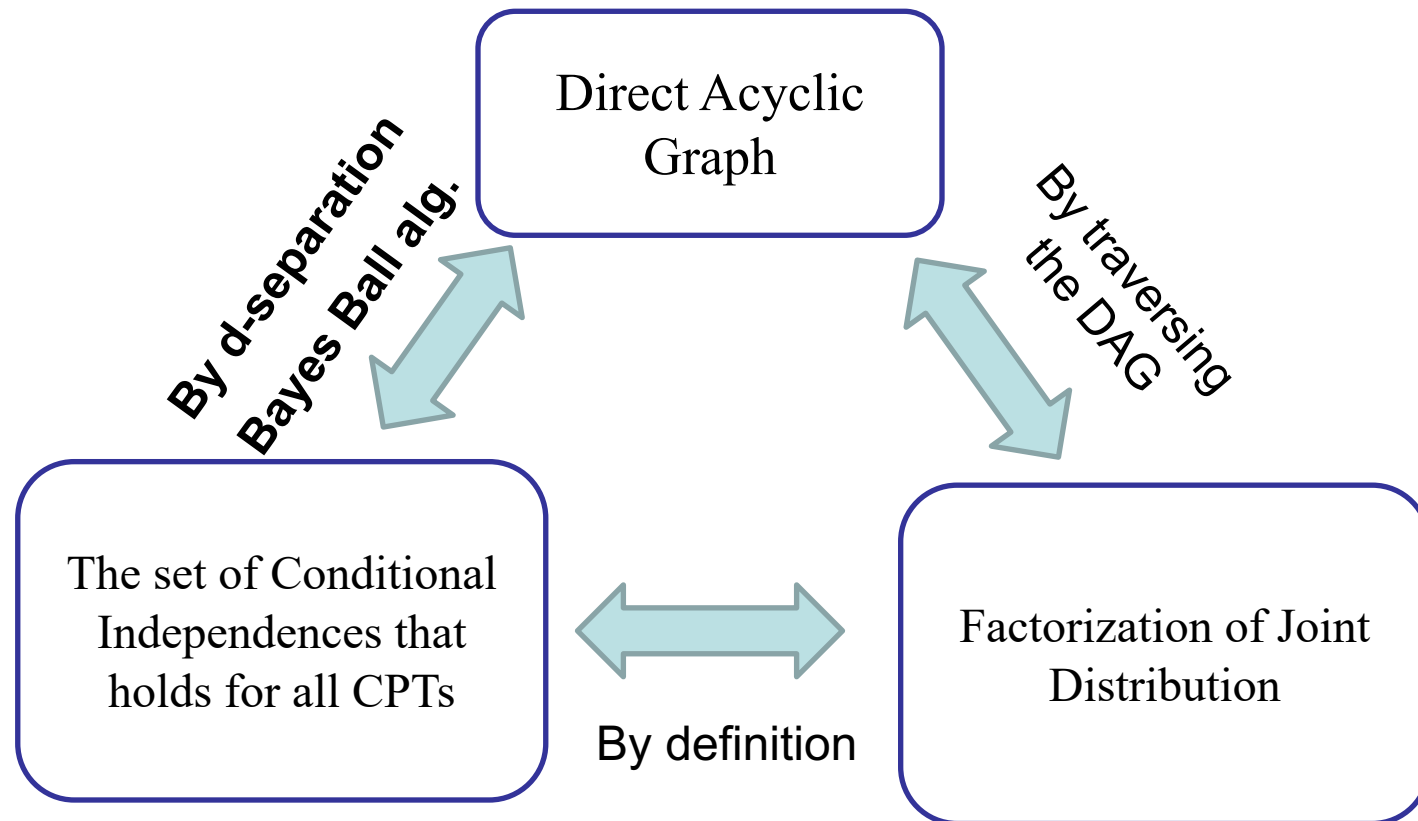 Direct Acyclic
Graph
By d-separation
Bayes Ball alg.
By traversing
the DAG
The set of Conditional
Independences that
holds for all CPTs
Factorization of Joint
Distribution
By definition